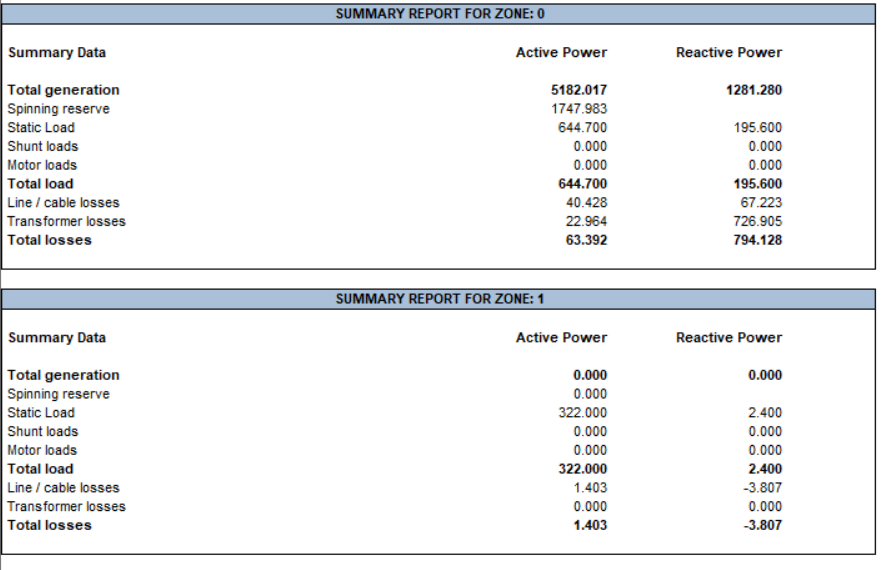 SUMMARY REPORT FOR ZONE: 0
Summary Data Active Power Reactive Power
Total generation 5182.017 1281.280
Spinning reserve 1747.983
Static Load 644.700 195.600
Shunt loads 0.000 0.000
Motor loads 0.000 0.000
Total load 644.700 195.600
Line / cable losses 40.428 67.223
Transformer losses 22.964 726.905
Total losses 63.392 794.128
SUMMARY REPORT FOR ZONE: 1
Summary Data Active Power Reactive Power
Total generation 0.000 0.000
Spinning reserve 0.000
Static Load 322.000 2.400
Shunt loads 0.000 0.000
Motor loads 0.000 0.000
Total load 322.000 2.400
Line / cable losses 1.403 -3.807
Transformer losses 0.000 0.000
Total losses 1.403 -3.807